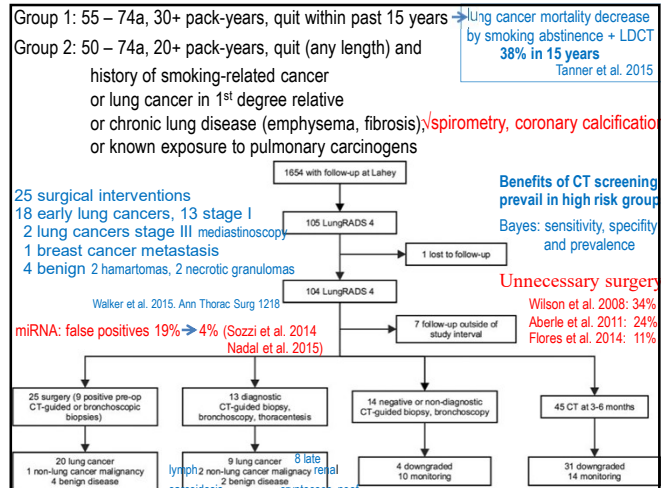 Group 1: 55 – 74a, 30+ pack-years, quit within past 15 years → lung cancer mortality decrease
by smoking abstinence + LDCT
38% in 15 years
Tanner et al. 2015
Group 2: 50 – 74a, 20+ pack-years, quit (any length) and
history of smoking-related cancer
or lung cancer in 1st degree relative
or chronic lung disease (emphysema, fibrosis),√spirometry, coronary calcification
or known exposure to pulmonary carcinogens
1654 with follow-up at Lahey
25 surgical interventions
18 early lung cancers, 13 stage I
2 lung cancers stage III mediastinoscopy
1 breast cancer metastasis
4 benign 2 hamartomas, 2 necrotic granulomas
Walker et al. 2015. Ann Thorac Surg 1218
Benefits of CT screening
prevail in high risk group
Bayes: sensitivity, specifity
and prevalence
105 LungRADS 4
1 lost to follow-up
104 LungRADS 4
Unnecessary surgery
Wilson et al. 2008: 34%
Aberle et al. 2011: 24%
Flores et al. 2014: 11%
miRNA: false positives 19% → 4% (Sozzi et al. 2014
Nadal et al. 2015)
7 follow-up outside of
study interval
25 surgery (9 positive pre-op
CT-guided or bronchoscopic
biopsies)
13 diagnostic
CT-guided biopsy,
bronchoscopy, thoracentesis
14 negative or non-diagnostic
CT-guided biopsy, bronchoscopy
45 CT at 3-6 months
20 lung cancer
1 non-lung cancer malignancy
4 benign disease
9 lung cancer
2 non-lung cancer malignancy
2 benign disease
8 late
lymph
renal
4 downgraded
10 monitoring
31 downgraded
14 monitoring